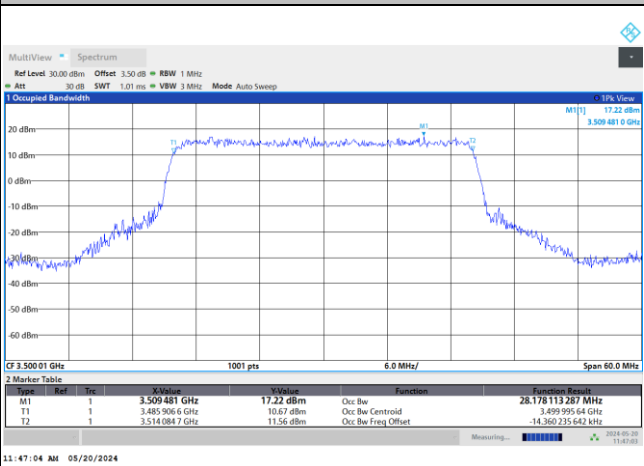 MultiView Spectrum
Ref Level 30.00 dBm Offset 3.50 dB RBW 1 MHz
Att 30 dB SWT 1.01 ms VBW 3 MHz Mode Auto Sweep
1 Occupied Bandwidth 1Pk View
M1[1] 17.22 dBm
3.509 481 0 GHz
M1
T1 T2
20 dBm
10 dBm
0 dBm
-10 dBm
-20 dBm
-30 dBm
-40 dBm
-50 dBm
-60 dBm
CF 3.500 01 GHz 1001 pts 6.0 MHz/ Span 60.0 MHz
2 Marker Table
Type Ref Trc X-Value Y-Value Function Function Result
M1 1 3.509 481 GHz 17.22 dBm Occ Bw 28.178 113 287 MHz
T1 1 3.485 906 6 GHz 10.67 dBm Occ Bw Centroid 3.499 995 64 GHz
T2 1 3.514 084 7 GHz 11.56 dBm Occ Bw Freq Offset -14.360 235 642 kHz
Measuring... 2024-05-20
11:47:03
11:47:04 AM 05/20/2024